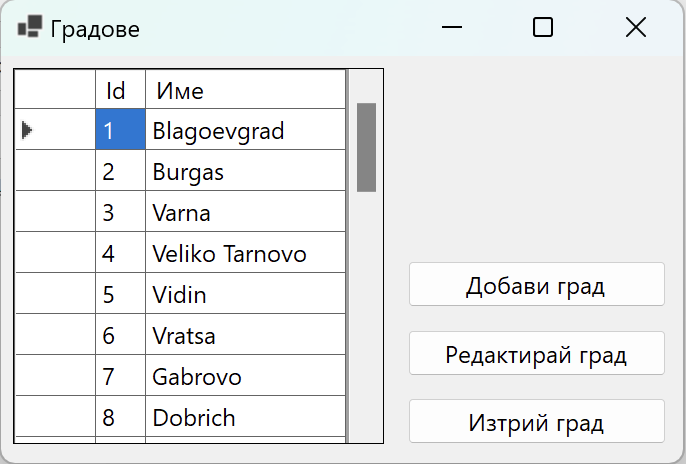 Градове
Id Име
1 Blagoevgrad
2 Burgas
3 Varna
4 Veliko Tarnovo
5 Vidin
6 Vratsa
7 Gabrovo
8 Dobrich
Добави град
Редактирай град
Изтрий град